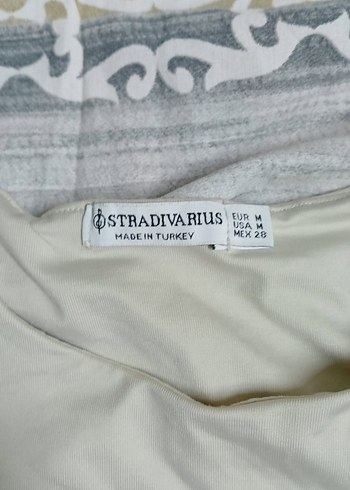 STRADIVARIUS
MADE IN TURKEY
EUR M
USA M
MEX 28